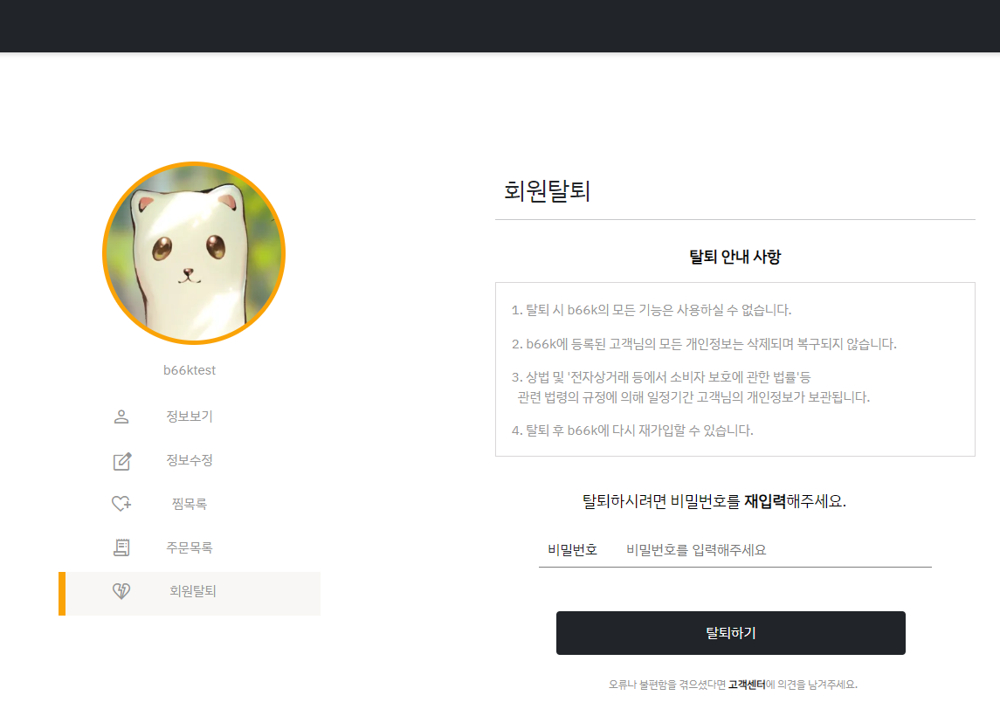 b66ktest
정보보기
정보수정
찜목록
주문목록
회원탈퇴
회원탈퇴
탈퇴 안내 사항
1. 탈퇴 시 b66k의 모든 기능은 사용하실 수 없습니다.
2. b66k에 등록된 고객님의 모든 개인정보는 삭제되며 복구되지 않습니다.
3. 상법 및 '전자상거래 등에서 소비자 보호에 관한 법률'등
관련 법령의 규정에 의해 일정기간 고객님의 개인정보가 보관됩니다.
4. 탈퇴 후 b66k에 다시 재가입할 수 있습니다.
탈퇴하시려면 비밀번호를 재입력해주세요.
비밀번호 비밀번호를 입력해주세요
탈퇴하기
오류나 불편함을 겪으셨다면 고객센터에 의견을 남겨주세요.